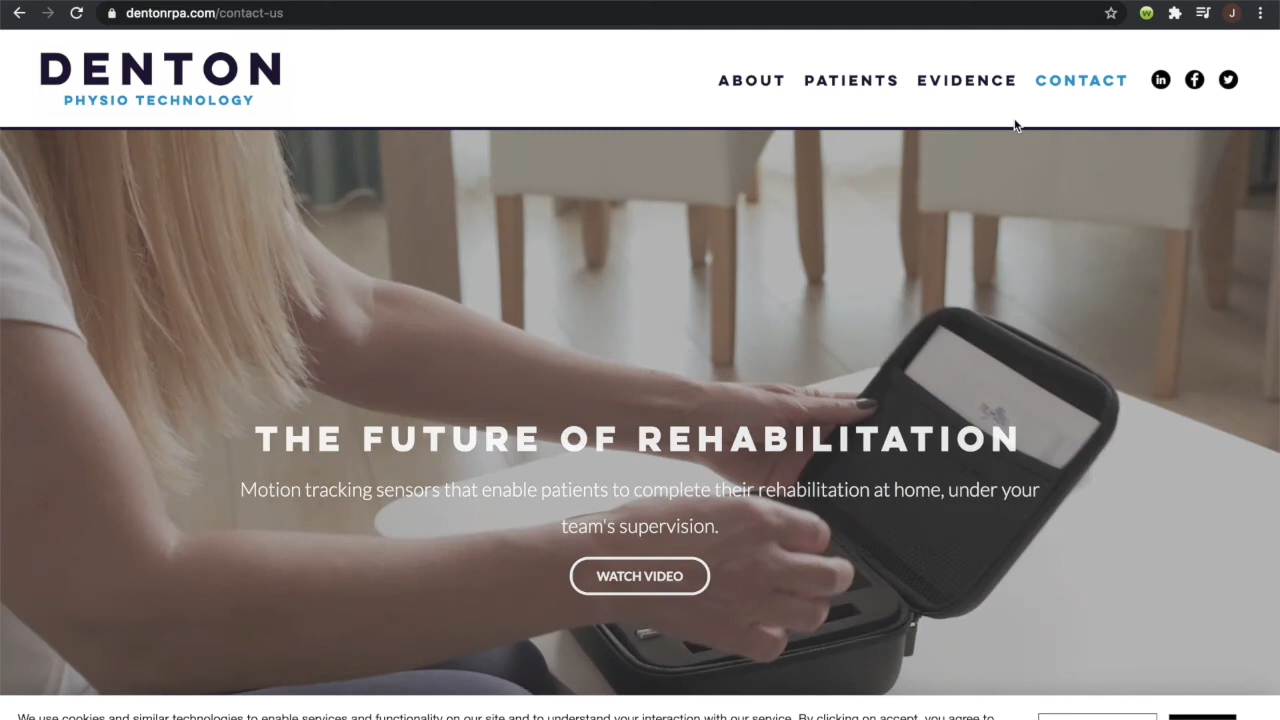 dentonrpa.com/contact-us
J
DENTON
PHYSIO TECHNOLOGY
ABOUT PATIENTS EVIDENCE CONTACT
THE FUTURE OF REHABILITATION
Motion tracking sensors that enable patients to complete their rehabilitation at home, under your
team's supervision.
WATCH VIDEO
We use cookies and similar technologies to enable services and functionality on our site and to understand your interaction with our service. By clicking on accept, you agree to